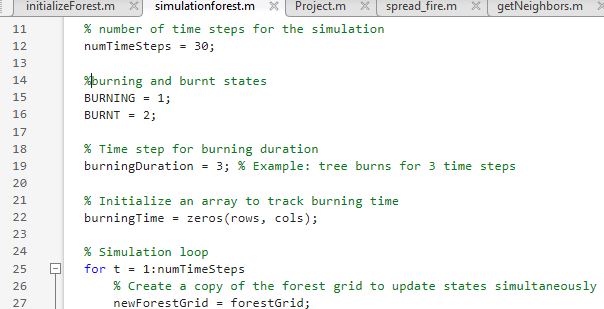 initializeForest.m simulationforest.m Project.m spread_fire.m getNeighbors.m
11 % number of time steps for the simulation
12 numTimeSteps = 30;
13
14 %burning and burnt states
15 BURNING = 1;
16 BURNT = 2;
17
18 % Time step for burning duration
19 burningDuration = 3; % Example: tree burns for 3 time steps
20
21 % Initialize an array to track burning time
22 burningTime = zeros(rows, cols);
23
24 % Simulation loop
25 for t = 1:numTimeSteps
26 % Create a copy of the forest grid to update states simultaneously
27 newForestGrid = forestGrid;